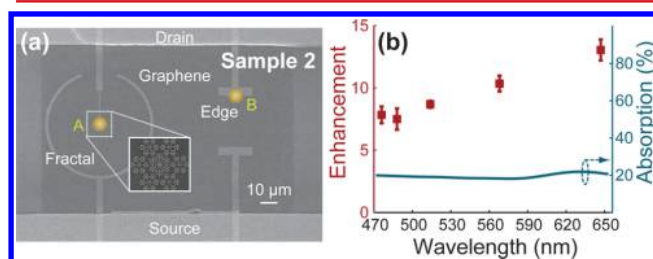 (a)
Drain
Graphene
Sample 2
Edge
A
B
Fractal
10 µm
Source
(b)
Enhancement
15
10
5
0
470 500 530 560 590 620 650
Wavelength (nm)
80
60
40
20
Absorption (%)